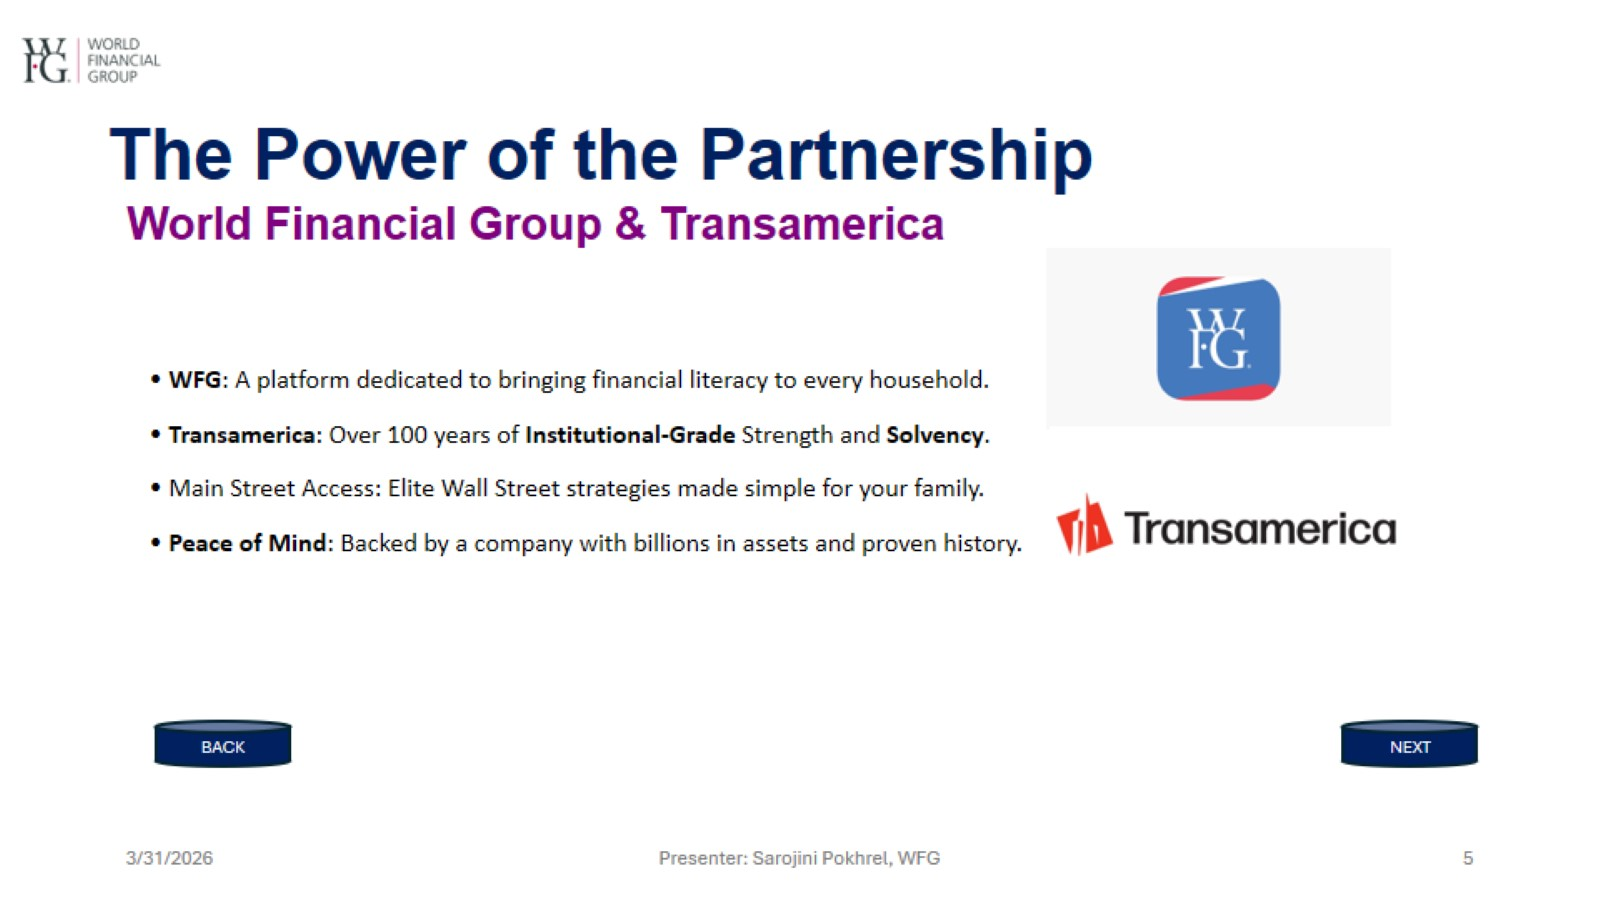 WFG. WORLD
FINANCIAL
GROUP
The Power of the Partnership
World Financial Group & Transamerica
WFG.
• WFG: A platform dedicated to bringing financial literacy to every household.
• Transamerica: Over 100 years of Institutional-Grade Strength and Solvency.
• Main Street Access: Elite Wall Street strategies made simple for your family.
• Peace of Mind: Backed by a company with billions in assets and proven history.
Transamerica
BACK
NEXT
3/31/2026
Presenter: Sarojini Pokhrel, WFG
5